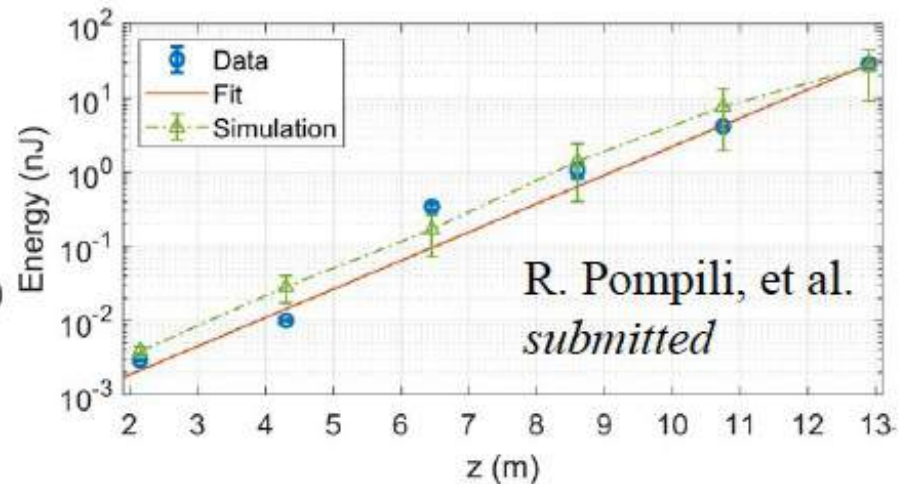 10²
10¹
10⁰
10⁻¹
10⁻²
10⁻³
Energy (nJ)
)
Data
Fit
Simulation
R. Pompili, et al.
submitted
2 3 4 5 6 7 8 9 10 11 12 13
z (m)